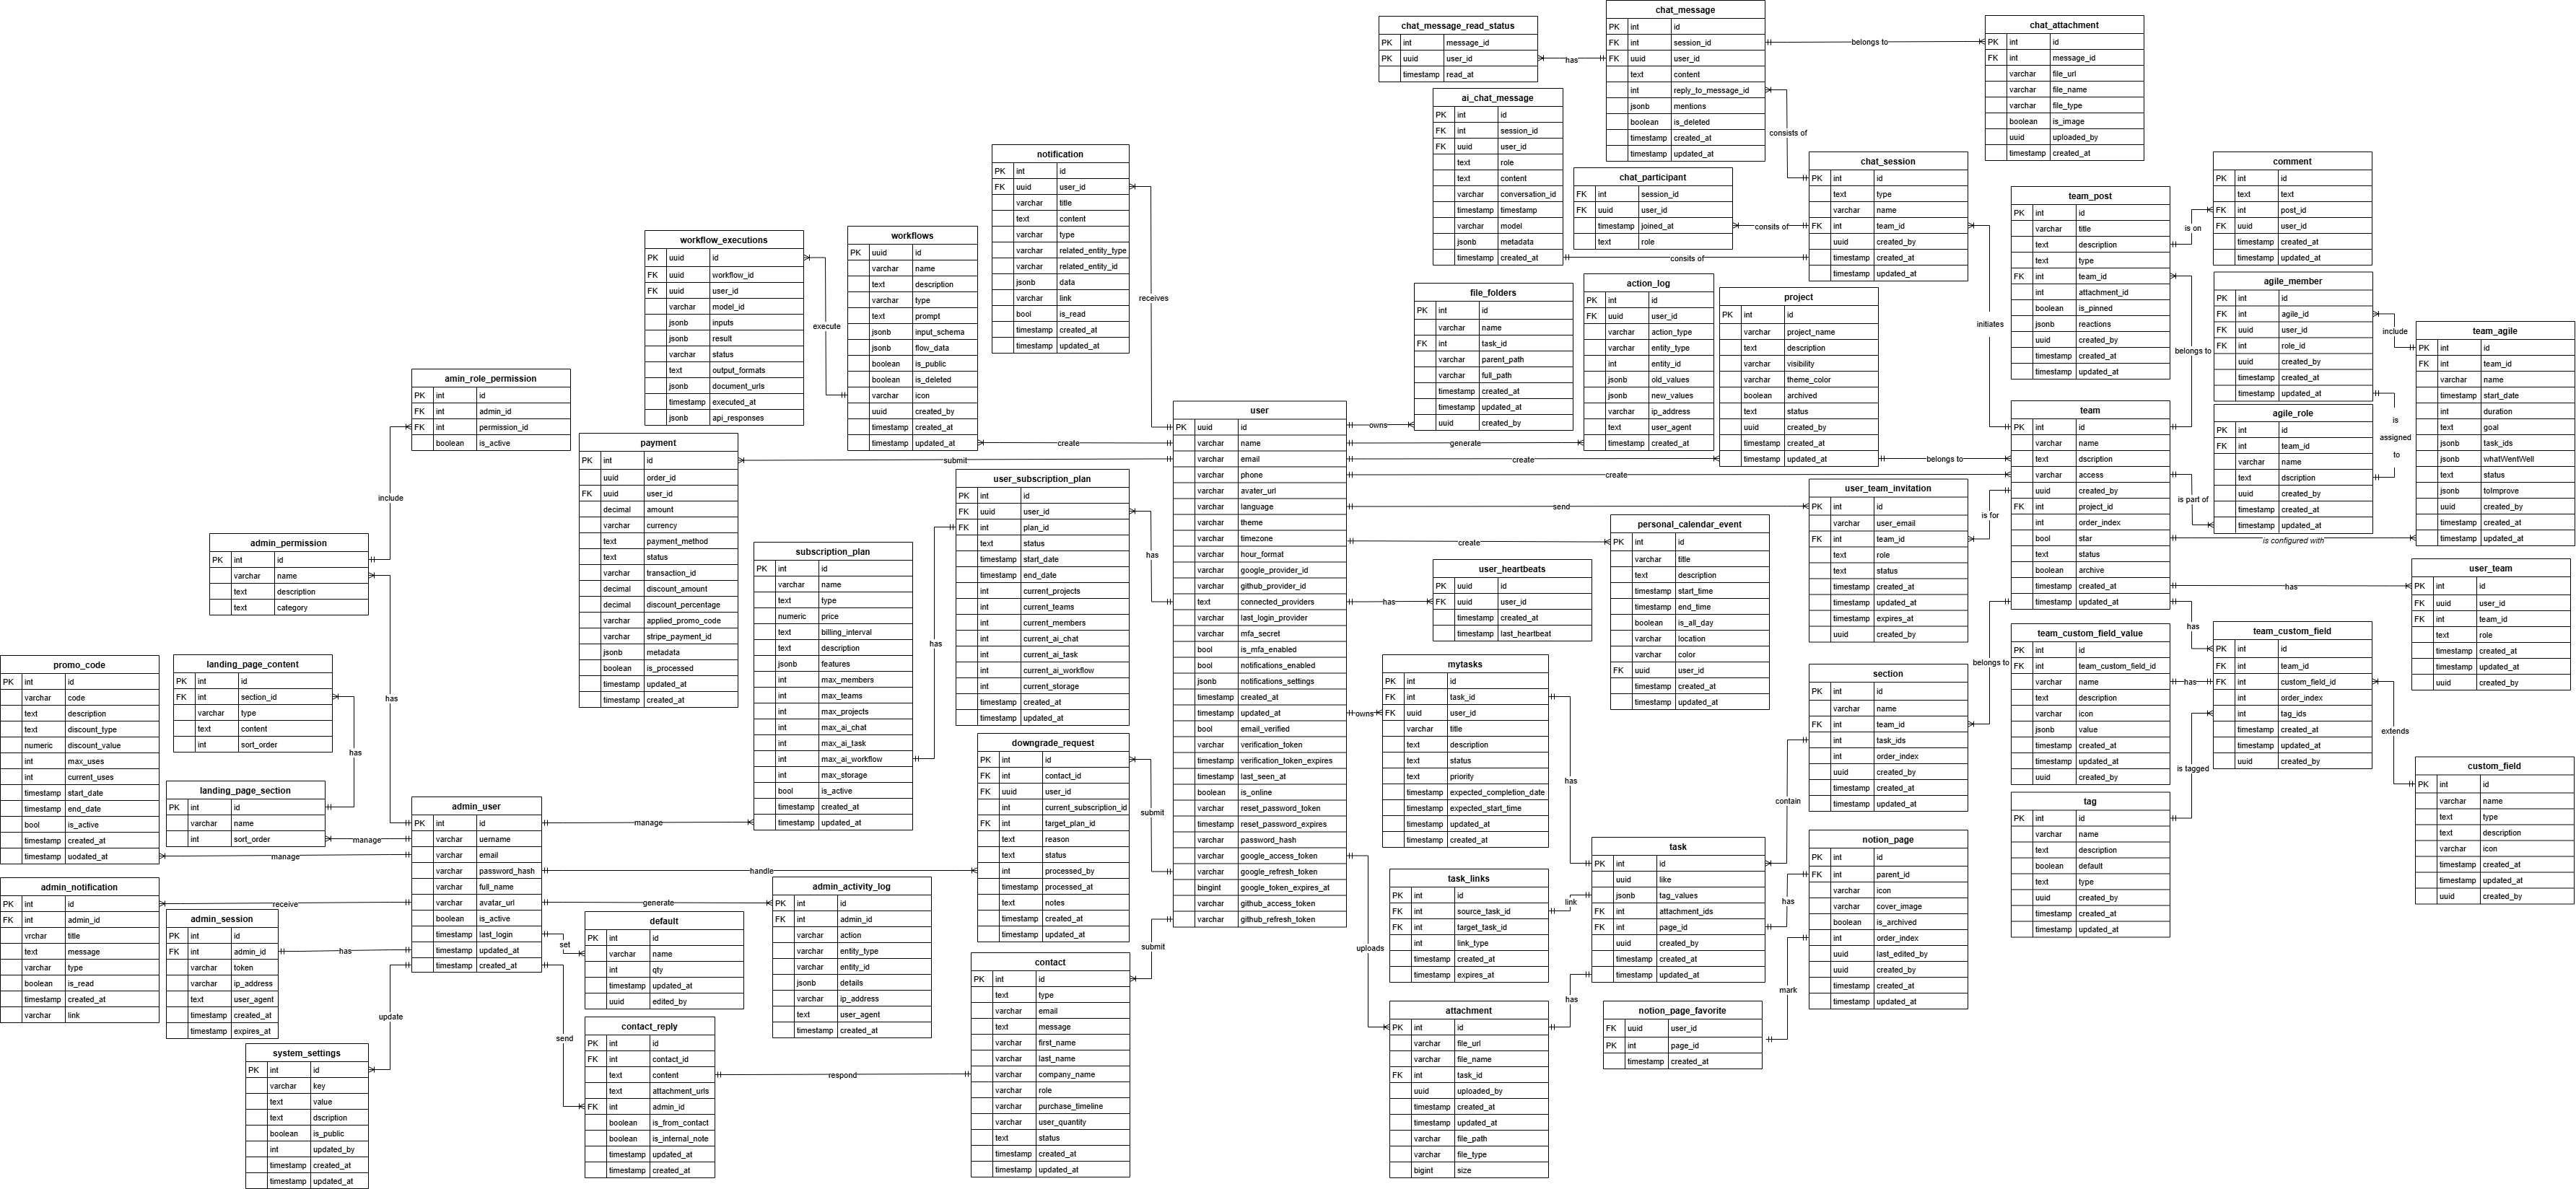 chat_message
PK int id
FK int session_id
FK uuid user_id
text content
int reply_to_message_id
jsonb mentions
boolean is_deleted
timestamp created_at
timestamp updated_at
chat_message_read_status
PK int message_id
PK uuid user_id
timestamp read_at
has
belongs to
chat_attachment
PK int id
FK int message_id
varchar file_url
varchar file_name
varchar file_type
boolean is_image
uuid uploaded_by
timestamp created_at
ai_chat_message
PK int id
FK int session_id
FK uuid user_id
text role
text content
varchar conversation_id
timestamp timestamp
varchar model
jsonb metadata
timestamp created_at
consists of
chat_participant
FK int session_id
FK uuid user_id
timestamp joined_at
text role
consits of
consits of
chat_session
PK int id
text type
varchar name
FK int team_id
uuid created_by
timestamp created_at
timestamp updated_at
initiates
team_post
PK int id
varchar title
text description
text type
FK int team_id
int attachment_id
boolean is_pinned
jsonb reactions
uuid created_by
timestamp created_at
timestamp updated_at
is on
belongs to
comment
PK int id
text text
FK int post_id
FK uuid user_id
timestamp created_at
timestamp updated_at
agile_member
PK int id
FK int agile_id
uuid user_id
FK int role_id
uuid created_by
timestamp created_at
timestamp updated_at
include
is
assigned
to
agile_role
PK int id
FK int team_id
varchar name
text dscription
uuid created_by
timestamp created_at
timestamp updated_at
team_agile
PK int id
FK int team_id
varchar name
timestamp start_date
int duration
text goal
jsonb task_ids
jsonb whatWentWell
text status
jsonb toImprove
uuid created_by
timestamp created_at
timestamp updated_at
notification
PK int id
FK uuid user_id
varchar title
text content
varchar type
varchar related_entity_type
varchar related_entity_id
jsonb data
varchar link
bool is_read
timestamp created_at
timestamp updated_at
receives
workflow_executions
PK uuid id
FK uuid workflow_id
FK uuid user_id
varchar model_id
jsonb inputs
jsonb result
varchar status
text output_formats
jsonb document_urls
timestamp executed_at
jsonb api_responses
execute
workflows
PK uuid id
varchar name
text description
varchar type
text prompt
jsonb input_schema
jsonb flow_data
boolean is_public
boolean is_deleted
varchar icon
uuid created_by
timestamp created_at
timestamp updated_at
create
file_folders
PK int id
varchar name
FK int task_id
varchar parent_path
varchar full_path
timestamp created_at
timestamp updated_at
uuid created_by
owns
action_log
PK int id
FK uuid user_id
varchar action_type
varchar entity_type
int entity_id
jsonb old_values
jsonb new_values
varchar ip_address
text user_agent
timestamp created_at
generate
project
PK int id
varchar project_name
text description
varchar visibility
varchar theme_color
boolean archived
text status
uuid created_by
timestamp created_at
timestamp updated_at
create
belongs to
create
team
PK int id
varchar name
text dscription
varchar access
uuid created_by
FK int project_id
int order_index
bool star
text status
boolean archive
timestamp created_at
timestamp updated_at
is part of
is configured with
has
has
amin_role_permission
PK int id
FK int admin_id
FK int permission_id
boolean is_active
include
payment
PK int id
uuid order_id
FK uuid user_id
decimal amount
varchar currency
text payment_method
text status
varchar transaction_id
decimal discount_amount
decimal discount_percentage
varchar applied_promo_code
varchar stripe_payment_id
jsonb metadata
boolean is_processed
timestamp updated_at
timestamp created_at
submit
user
PK uuid id
varchar name
varchar email
varchar phone
varchar avater_url
varchar language
varchar theme
varchar timezone
varchar hour_format
varchar google_provider_id
varchar github_provider_id
text connected_providers
varchar last_login_provider
varchar mfa_secret
bool is_mfa_enabled
bool notifications_enabled
jsonb notifications_settings
timestamp created_at
timestamp updated_at
bool email_verified
varchar verification_token
timestamp verification_token_expires
timestamp last_seen_at
boolean is_online
varchar reset_password_token
timestamp reset_password_expires
varchar password_hash
varchar google_access_token
varchar google_refresh_token
bingint google_token_expires_at
varchar github_access_token
varchar github_refresh_token
user_subscription_plan
PK int id
FK uuid user_id
FK int plan_id
text status
timestamp start_date
timestamp end_date
int current_projects
int current_teams
int current_members
int current_ai_chat
int current_ai_task
int current_ai_workflow
int current_storage
timestamp created_at
timestamp updated_at
has
has
subscription_plan
PK int id
varchar name
text type
numeric price
text billing_interval
text description
jsonb features
int max_members
int max_teams
int max_projects
int max_ai_chat
int max_ai_task
int max_ai_workflow
int max_storage
bool is_active
timestamp created_at
timestamp updated_at
user_team_invitation
PK int id
varchar user_email
FK int team_id
text role
text status
timestamp created_at
timestamp updated_at
timestamp expires_at
uuid created_by
send
is for
personal_calendar_event
PK int id
varchar title
text description
timestamp start_time
timestamp end_time
boolean is_all_day
varchar location
varchar color
FK uuid user_id
timestamp created_at
timestamp updated_at
create
user_heartbeats
PK uuid id
FK uuid user_id
timestamp created_at
timestamp last_heartbeat
has
user_team
PK int id
FK uuid user_id
FK int team_id
text role
timestamp created_at
timestamp updated_at
uuid created_by
admin_permission
PK int id
varchar name
text description
text category
has
team_custom_field_value
PK int id
FK int team_custom_field_id
varchar name
text description
varchar icon
jsonb value
timestamp created_at
timestamp updated_at
uuid created_by
has
team_custom_field
PK int id
FK int team_id
FK int custom_field_id
int order_index
int tag_ids
timestamp created_at
timestamp updated_at
uuid created_by
extends
is tagged
custom_field
PK int id
varchar name
text type
text description
varchar icon
timestamp created_at
timestamp updated_at
uuid created_by
tag
PK int id
varchar name
text description
boolean default
text type
uuid created_by
timestamp created_at
timestamp updated_at
section
PK int id
varchar name
FK int team_id
int task_ids
int order_index
uuid created_by
timestamp created_at
timestamp updated_at
belongs to
contain
mytasks
PK int id
FK int task_id
FK uuid user_id
varchar title
text description
text status
text priority
timestamp expected_completion_date
timestamp expected_start_time
timestamp updated_at
timestamp created_at
owns
has
promo_code
PK int id
varchar code
text description
text discount_type
numeric discount_value
int max_uses
int current_uses
timestamp start_date
timestamp end_date
bool is_active
timestamp created_at
timestamp uodated_at
manage
landing_page_content
PK int id
FK int section_id
varchar type
text content
int sort_order
has
landing_page_section
PK int id
varchar name
int sort_order
manage
admin_user
PK int id
varchar uername
varchar email
varchar password_hash
varchar full_name
varchar avatar_url
boolean is_active
timestamp last_login
timestamp updated_at
timestamp created_at
manage
handle
generate
set
send
update
receive
has
downgrade_request
PK int id
FK int contact_id
FK uuid user_id
int current_subscription_id
FK int target_plan_id
text reason
text status
int processed_by
timestamp processed_at
text notes
timestamp created_at
timestamp updated_at
submit
submit
uploads
task
PK int id
uuid like
jsonb tag_values
FK int attachment_ids
FK int page_id
uuid created_by
timestamp created_at
timestamp updated_at
link
has
has
notion_page
PK int id
FK int parent_id
varchar icon
varchar cover_image
boolean is_archived
int order_index
uuid last_edited_by
uuid created_by
timestamp created_at
timestamp updated_at
mark
task_links
PK int id
FK int source_task_id
FK int target_task_id
int link_type
timestamp created_at
timestamp expires_at
admin_notification
PK int id
FK int admin_id
vrchar title
text message
varchar type
boolean is_read
timestamp created_at
varchar link
admin_session
PK int id
FK int admin_id
varchar token
varchar ip_address
text user_agent
timestamp created_at
timestamp expires_at
admin_activity_log
PK int id
FK int admin_id
varchar action
varchar entity_type
varchar entity_id
jsonb details
varchar ip_address
text user_agent
timestamp created_at
default
PK int id
varchar name
int qty
timestamp updated_at
uuid edited_by
contact
PK int id
text type
varchar email
text message
varchar first_name
varchar last_name
varchar company_name
varchar role
varchar purchase_timeline
varchar user_quantity
text status
timestamp created_at
timestamp updated_at
respond
contact_reply
PK int id
FK int contact_id
text content
text attachment_urls
FK int admin_id
boolean is_from_contact
boolean is_internal_note
timestamp updated_at
timestamp created_at
attachment
PK int id
varchar file_url
varchar file_name
FK int task_id
uuid uploaded_by
timestamp created_at
timestamp updated_at
varchar file_path
varchar file_type
bigint size
notion_page_favorite
FK uuid user_id
PK int page_id
timestamp created_at
system_settings
PK int id
varchar key
text value
text dscription
boolean is_public
int updated_by
timestamp created_at
timestamp updated_at